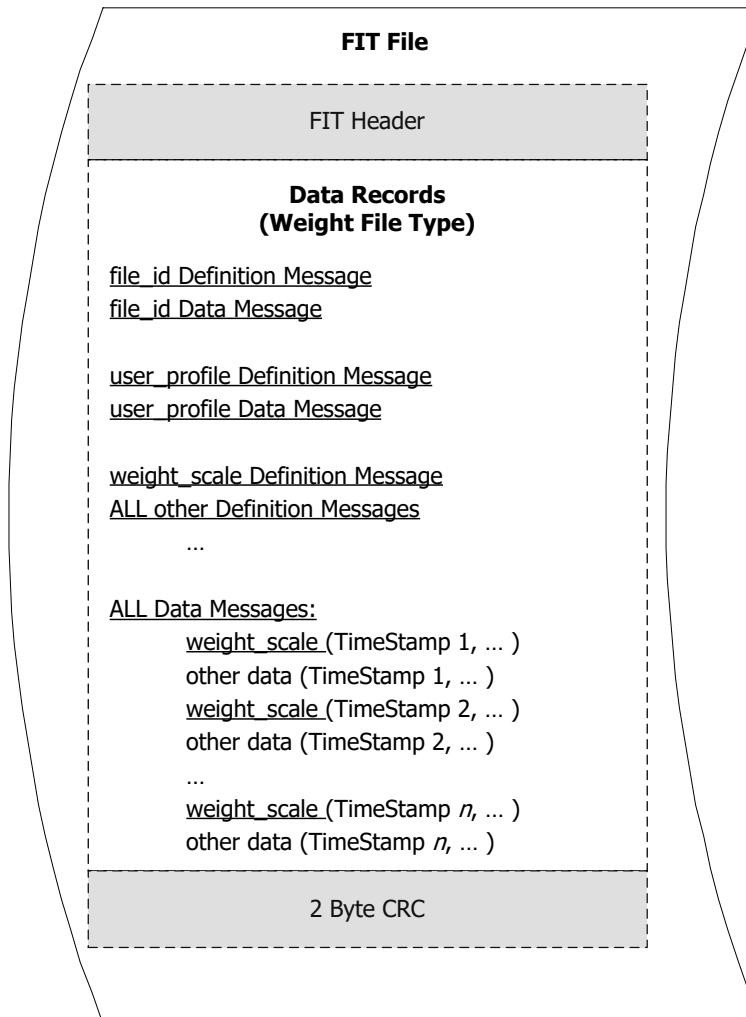 FIT File
FIT Header
Data Records
(Weight File Type)
file_id Definition Message
file_id Data Message
user_profile Definition Message
user_profile Data Message
weight_scale Definition Message
ALL other Definition Messages
…
ALL Data Messages:
weight_scale (TimeStamp 1, … )
other data (TimeStamp 1, … )
weight_scale (TimeStamp 2, … )
other data (TimeStamp 2, … )
…
weight_scale (TimeStamp n, … )
other data (TimeStamp n, … )
2 Byte CRC